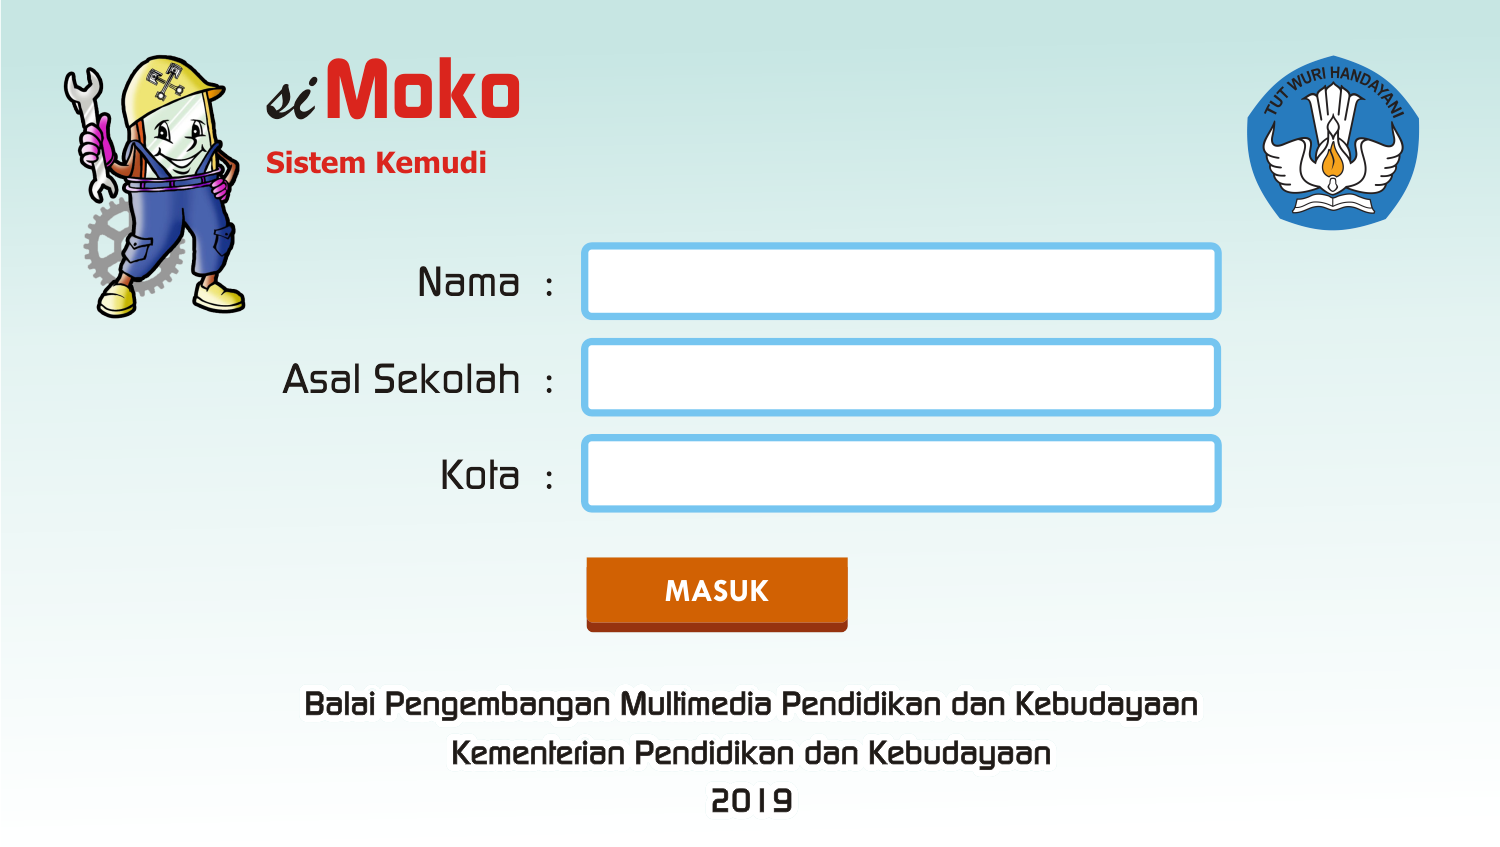 si Moko
Sistem Kemudi
TUT WURI HANDAYANI
Nama :
Asal Sekolah :
Kota :
MASUK
Balai Pengembangan Multimedia Pendidikan dan Kebudayaan
Kementerian Pendidikan dan Kebudayaan
2019